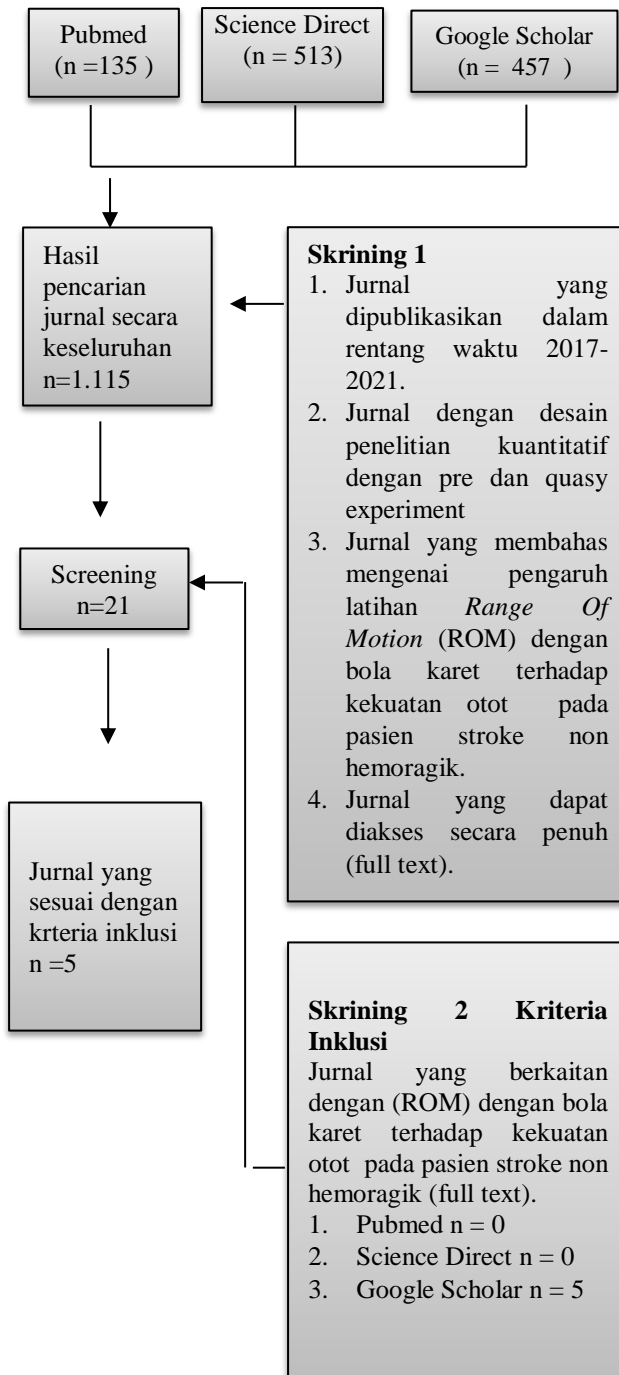 Pubmed
(n =135 )
Science Direct
(n = 513)
Google Scholar
(n = 457 )
Hasil
pencarian
jurnal secara
keseluruhan
n=1.115
Skrining 1
1. Jurnal yang
dipublikasikan dalam
rentang waktu 2017-
2021.
2. Jurnal dengan desain
penelitian kuantitatif
dengan pre dan quasy
experiment
3. Jurnal yang membahas
mengenai pengaruh
latihan Range Of
Motion (ROM) dengan
bola karet terhadap
kekuatan otot pada
pasien stroke non
hemoragik.
4. Jurnal yang dapat
diakses secara penuh
(full text).
Screening
n=21
Jurnal yang
sesuai dengan
krteria inklusi
n =5
Skrining 2 Kriteria
Inklusi
Jurnal yang berkaitan
dengan (ROM) dengan bola
karet terhadap kekuatan
otot pada pasien stroke non
hemoragik (full text).
1. Pubmed n = 0
2. Science Direct n = 0
3. Google Scholar n = 5